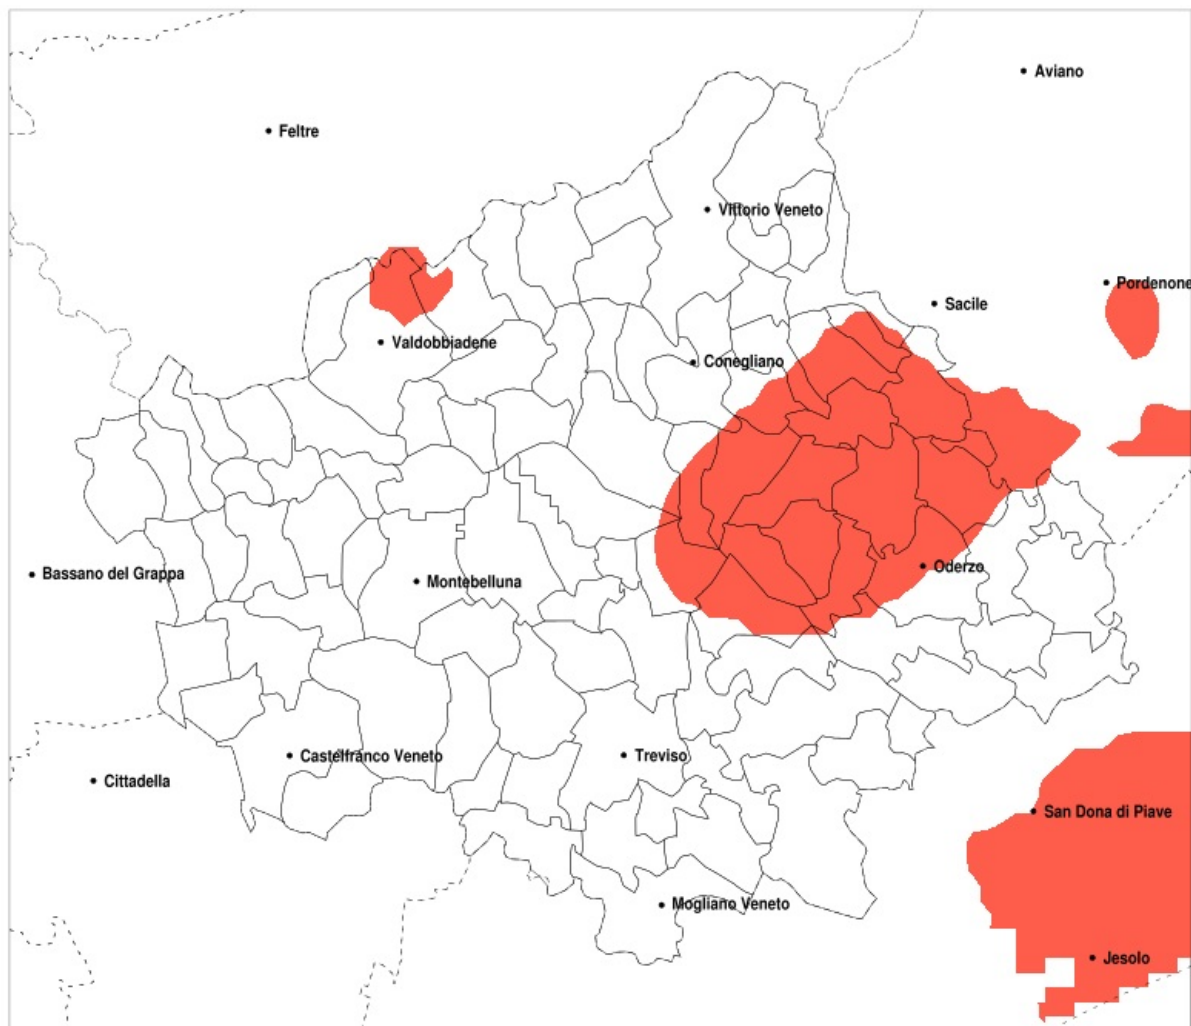 Aviano
Feltre
Vittorio Veneto
Pordenone
Sacile
Valdobbiadene
Conegliano
Oderzo
Bassano del Grappa
Montebelluna
Castelfranco Veneto
Treviso
Cittadella
San Dona di Piave
Mogliano Veneto
Jesolo